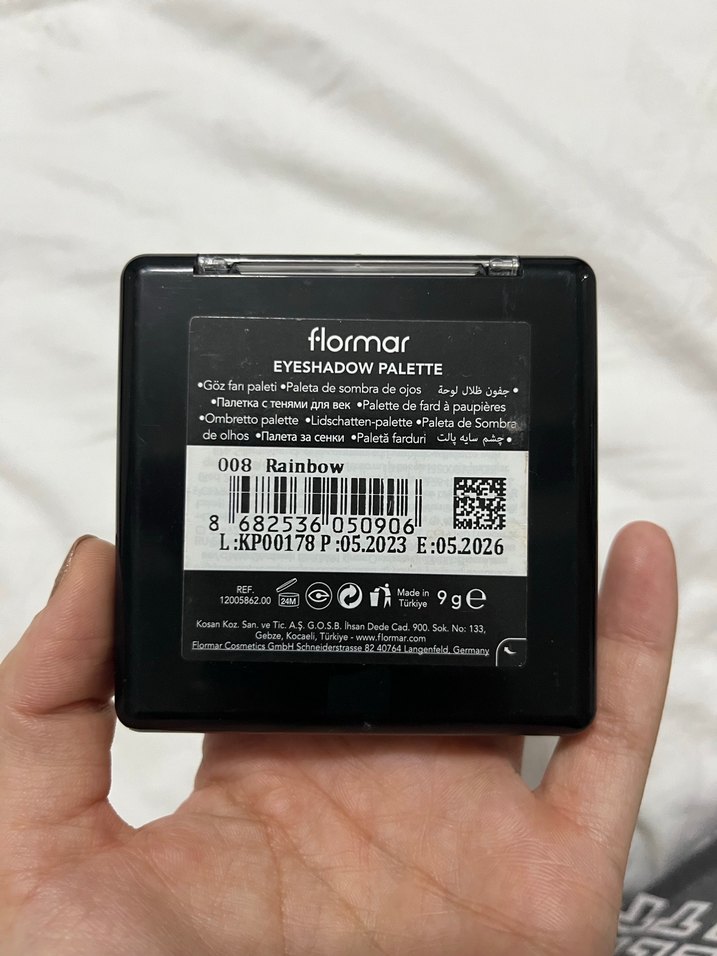 flormar
EYESHADOW PALETTE
•Göz farı paleti •Paleta de sombra de ojos جفون ظلال لوحة •
•Палетка с тенями для век •Palette de fard à paupières
•Ombretto palette •Lidschatten-palette •Paleta de Sombra
de olhos •Палета за сенки •Paletă farduri چشم سایه پالت •
008 Rainbow
8 682536 050906
L:KP00178 P:05.2023 E:05.2026
REF.
12005862.00
24M
Made in
Türkiye
9 g ℮
Kosan Koz. San. ve Tic. A.Ş. G.O.S.B. İhsan Dede Cad. 900. Sok. No: 133,
Gebze, Kocaeli, Türkiye - www.flormar.com
Flormar Cosmetics GmbH Schneiderstrasse 82 40764 Langenfeld, Germany